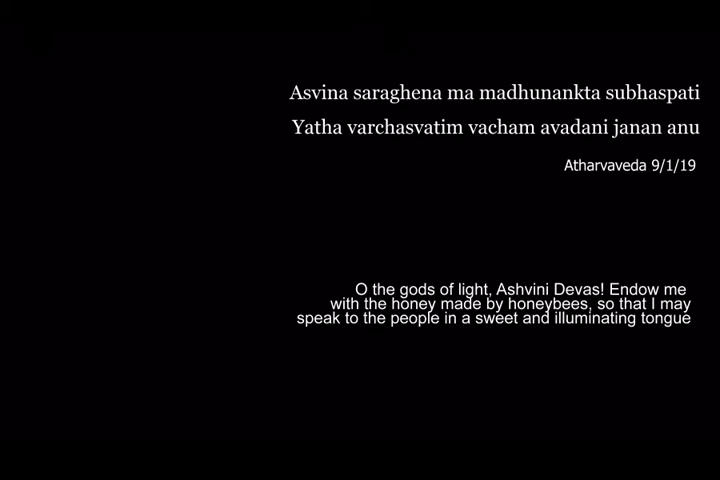 Asvina saraghena ma madhunankta subhaspati
Yatha varchasvatim vacham avadani janan anu
Atharvaveda 9/1/19
O the gods of light, Ashvini Devas! Endow me
with the honey made by honeybees, so that I may
speak to the people in a sweet and illuminating tongue